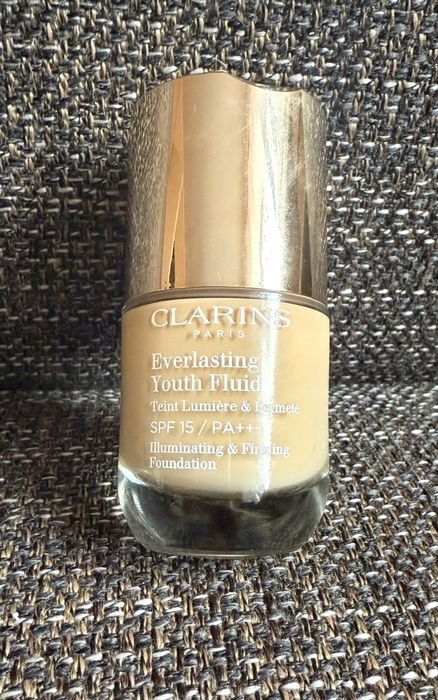 CLARINS
PARIS
Everlasting
Youth Fluid
Teint Lumière & Fermeté
SPF 15 / PA+++
Illuminating & Firming
Foundation